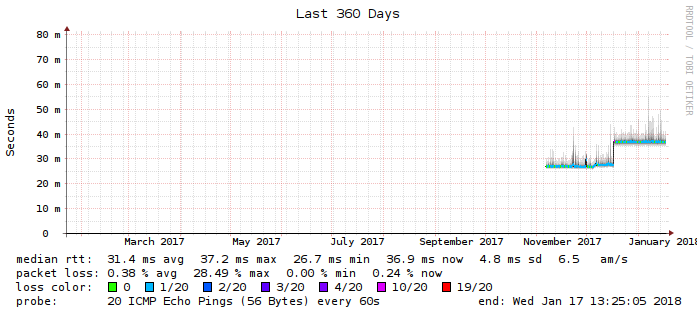 Last 360 Days
RRDTOOL / TOBI OETIKER
Seconds
80 m
70 m
60 m
50 m
40 m
30 m
20 m
10 m
0
March 2017 May 2017 July 2017 September 2017 November 2017 January 2018
median rtt: 31.4 ms avg 37.2 ms max 26.7 ms min 36.9 ms now 4.8 ms sd 6.5 am/s
packet loss: 0.38 % avg 28.49 % max 0.00 % min 0.24 % now
loss color: 0 1/20 2/20 3/20 4/20 10/20 19/20
probe: 20 ICMP Echo Pings (56 Bytes) every 60s end: Wed Jan 17 13:25:05 2018